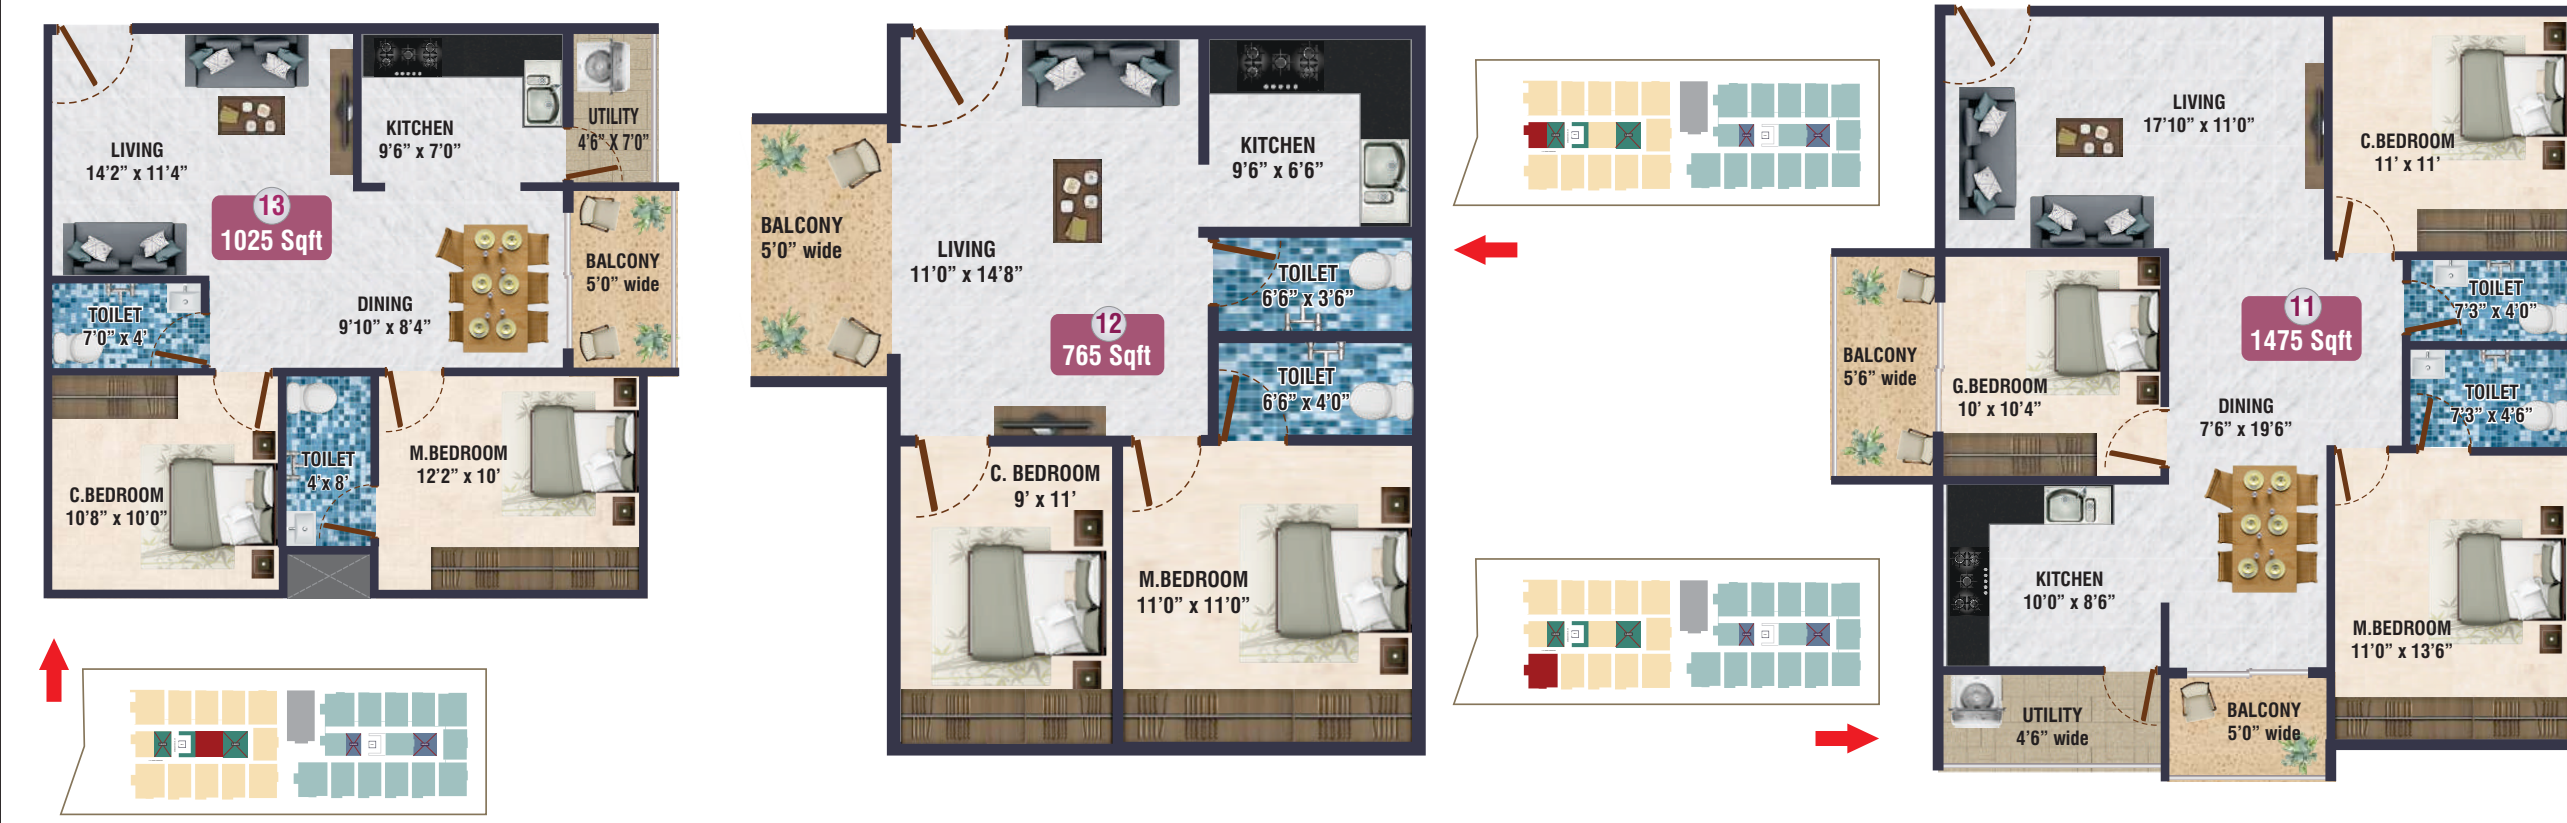 LIVING
14’2” x 11’4”
KITCHEN
9’6” x 7’0”
UTILITY
4’6” X 7’0”
13
1025 Sqft
BALCONY
5’0” wide
DINING
9’10” x 8’4”
TOILET
7’0” x 4’
C.BEDROOM
10’8” x 10’0”
TOILET
4’x 8’
M.BEDROOM
12’2” x 10’
BALCONY
5’0” wide
LIVING
11’0” x 14’8”
KITCHEN
9’6” x 6’6”
TOILET
6’6” x 3’6”
12
765 Sqft
TOILET
6’6” x 4’0”
C. BEDROOM
9’ x 11’
M.BEDROOM
11’0” x 11’0”
LIVING
17’10” x 11’0”
C.BEDROOM
11’ x 11’
BALCONY
5’6” wide
G.BEDROOM
10’ x 10’4”
11
1475 Sqft
TOILET
7’3” x 4’0”
TOILET
7’3” x 4’6”
DINING
7’6” x 19’6”
KITCHEN
10’0” x 8’6”
M.BEDROOM
11’0” x 13’6”
UTILITY
4’6” wide
BALCONY
5’0” wide